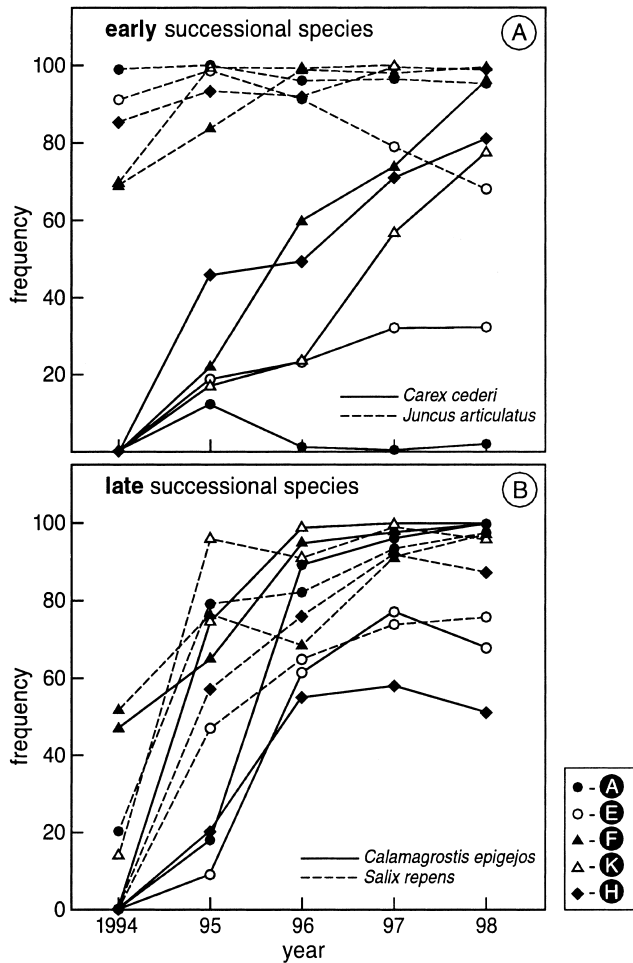 early successional species
A
100
80
60
40
20
frequency
Carex cederi
Juncus articulatus
late successional species
B
100
80
60
40
20
0
frequency
Calamagrostis epigejos
Salix repens
1994 95 96 97 98
year
- A
- E
- F
- K
- H